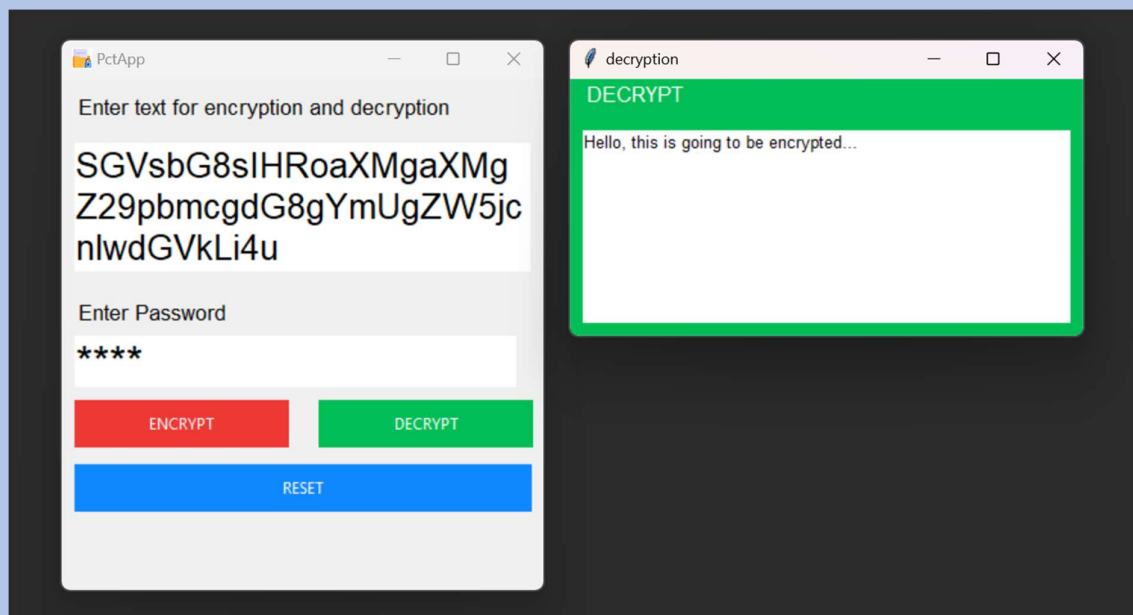 PctApp
Enter text for encryption and decryption
SGVsbG8sIHRoaXMgaXMg
Z29pbmcgdG8gYmUgZW5jc
nlwdGVkLi4u
Enter Password
****
ENCRYPT
DECRYPT
RESET
decryption
DECRYPT
Hello, this is going to be encrypted...